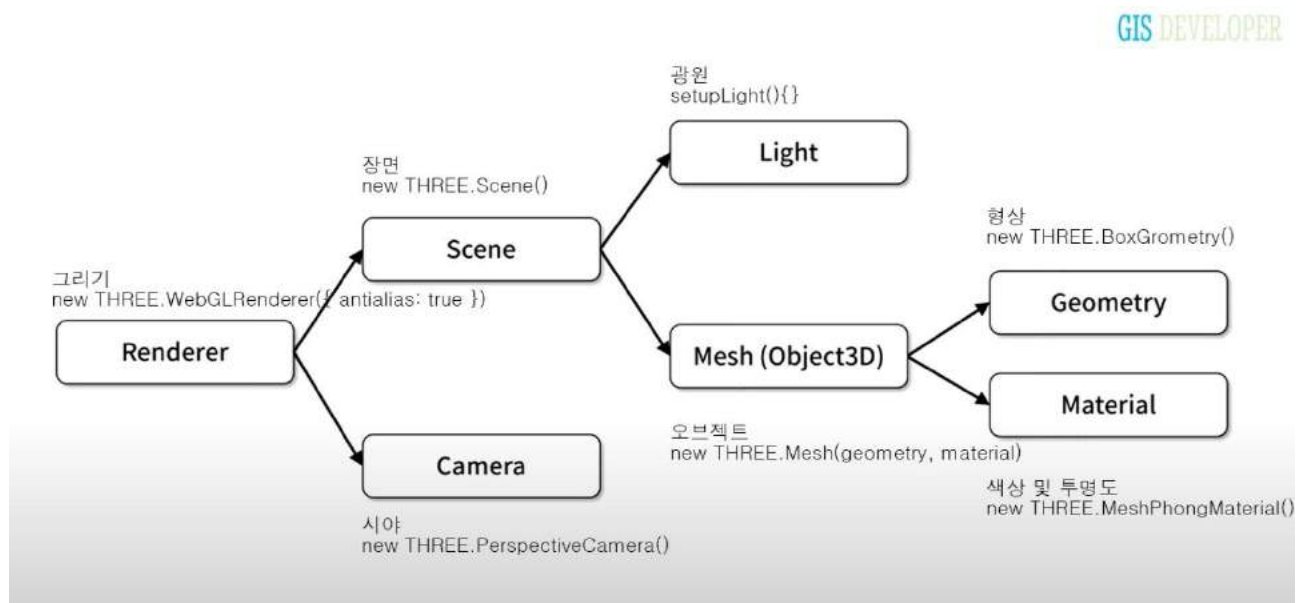 GIS DEVELOPER
광원
setupLight(){}
Light
장면
new THREE.Scene()
Scene
형상
new THREE.BoxGrometry()
Geometry
그리기
new THREE.WebGLRenderer({ antialias: true })
Renderer
Mesh (Object3D)
Material
오브젝트
new THREE.Mesh(geometry, material)
Camera
색상 및 투명도
new THREE.MeshPhongMaterial()
시야
new THREE.PerspectiveCamera()